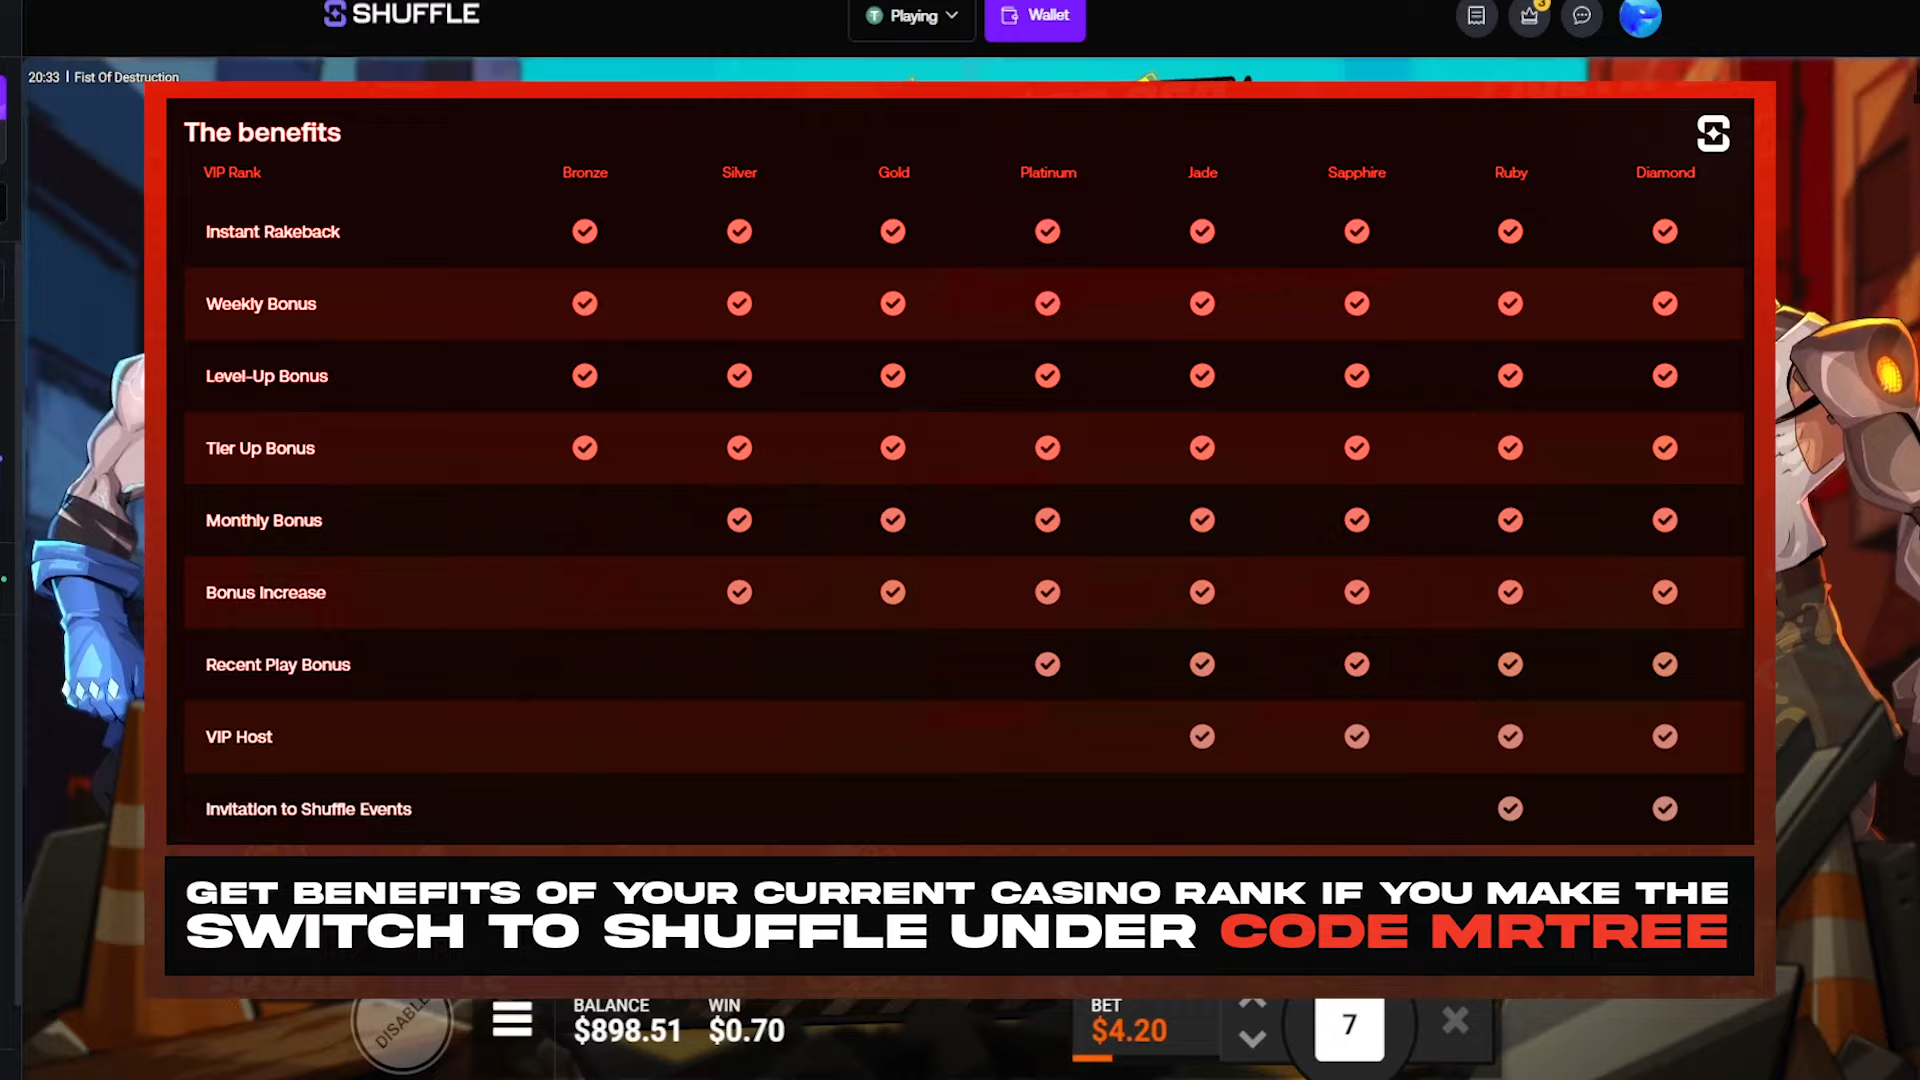 SHUFFLE
Playing
Wallet
3
20:33 | Fist Of Destruction
The benefits
VIP Rank Bronze Silver Gold Platinum Jade Sapphire Ruby Diamond
Instant Rakeback
Weekly Bonus
Level-Up Bonus
Tier Up Bonus
Monthly Bonus
Bonus Increase
Recent Play Bonus
VIP Host
Invitation to Shuffle Events
GET BENEFITS OF YOUR CURRENT CASINO RANK IF YOU MAKE THE
SWITCH TO SHUFFLE UNDER CODE MRTREE
BALANCE WIN BET
$898.51 $0.70 $4.20
7